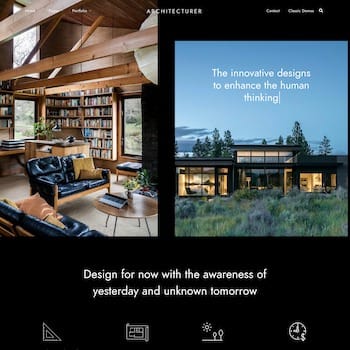 Home Pages Portfolio ARCHITECTURER Contact Classic Demos
The innovative designs
to enhance the human
thinking|
Design for now with the awareness of
yesterday and unknown tomorrow